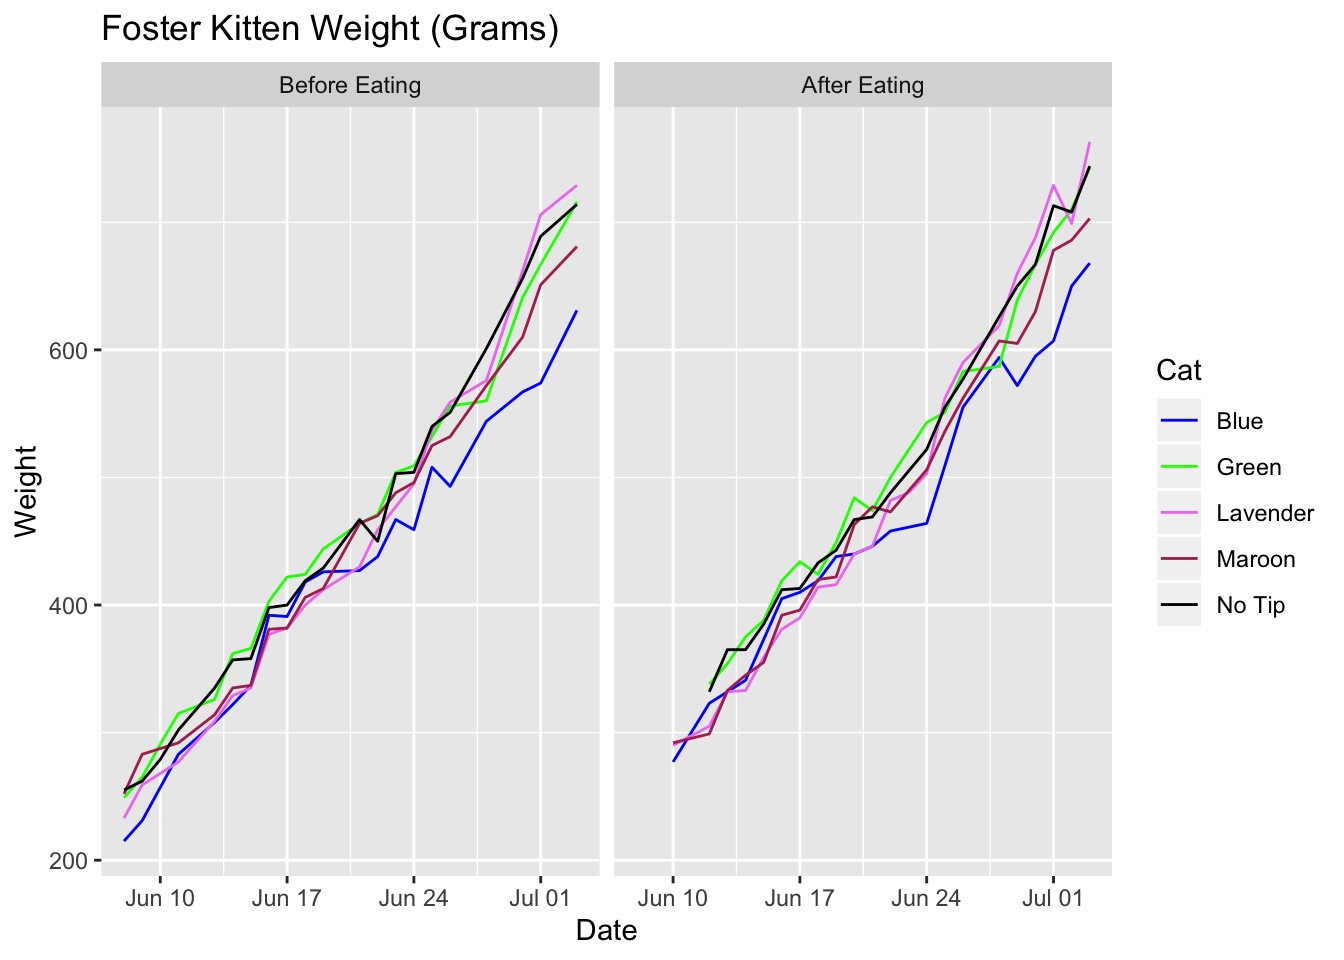 Foster Kitten Weight (Grams)
Before Eating
After Eating
Weight
600
400
200
Jun 10
Jun 17
Jun 24
Jul 01
Jun 10
Jun 17
Jun 24
Jul 01
Date
Cat
Blue
Green
Lavender
Maroon
No Tip